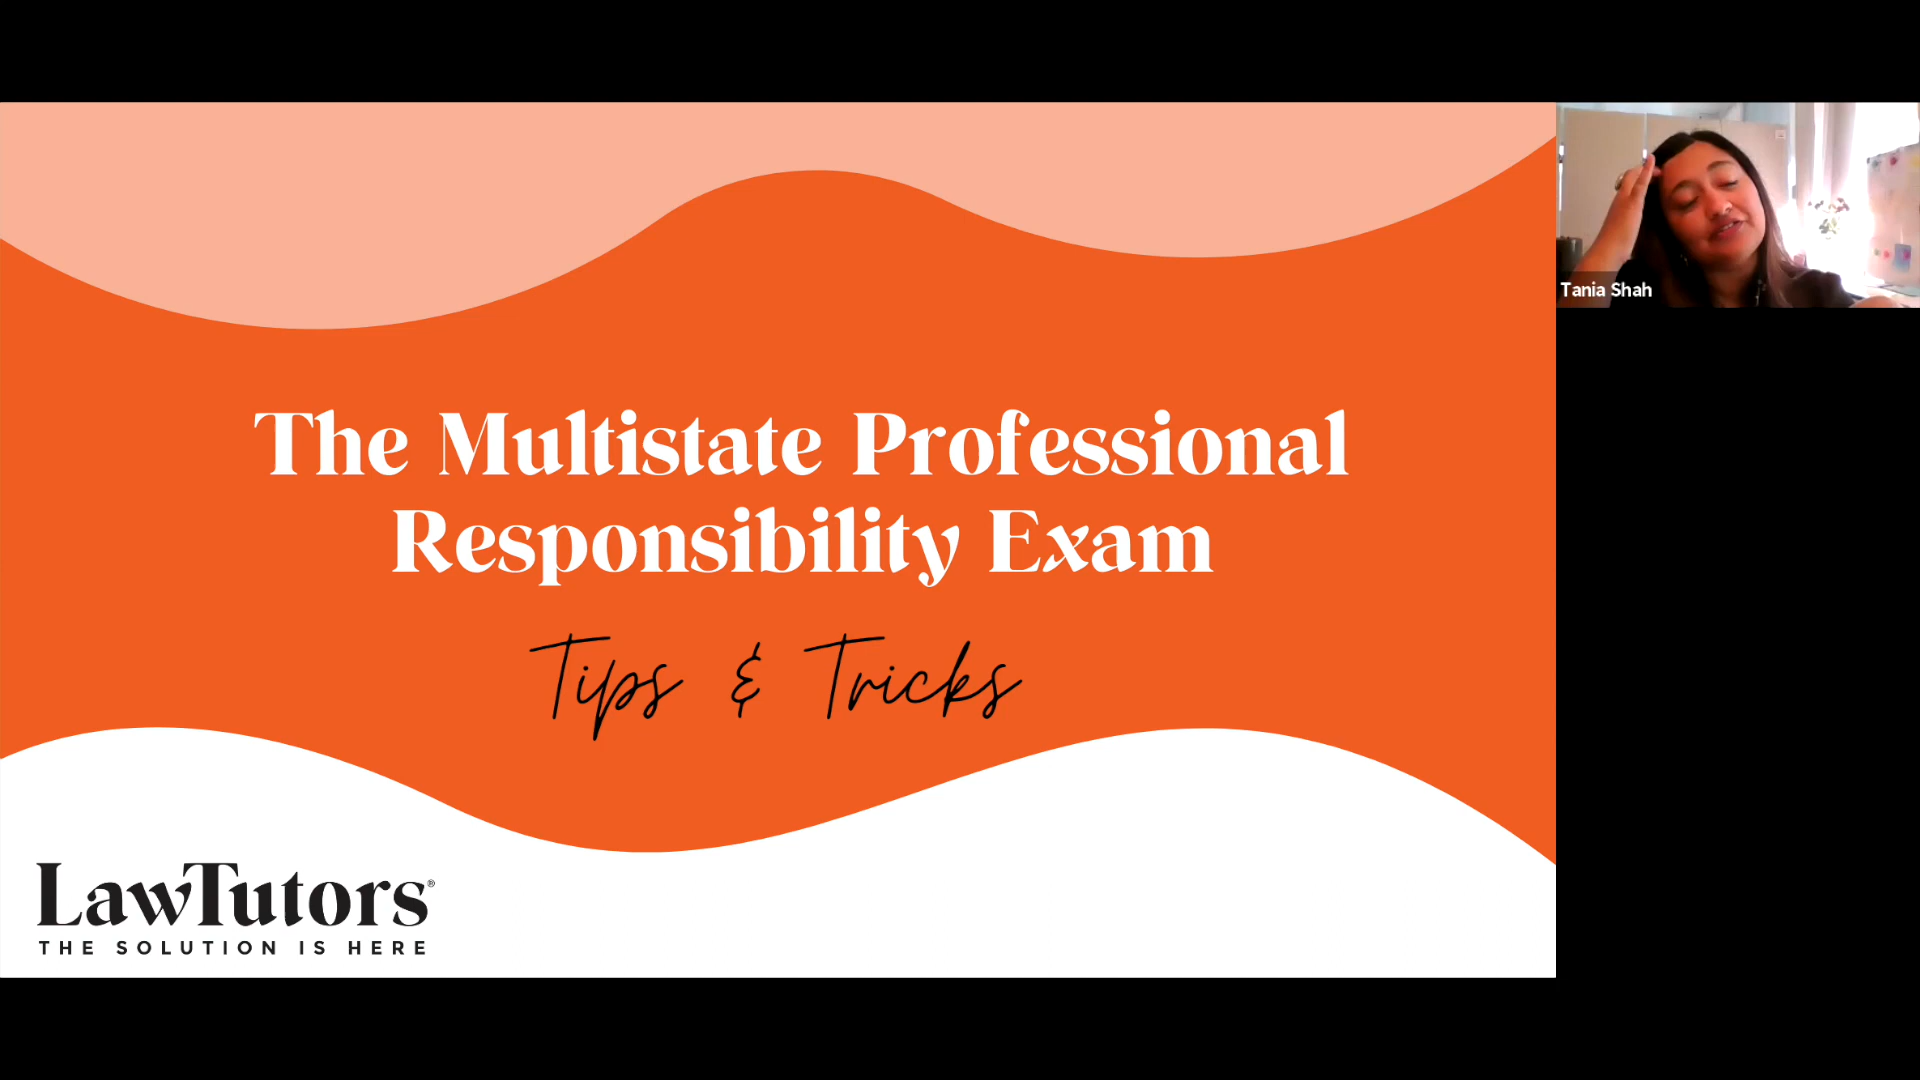 The Multistate Professional
Responsibility Exam
Tips & Tricks
LawTutors®
THE SOLUTION IS HERE
Tania Shah